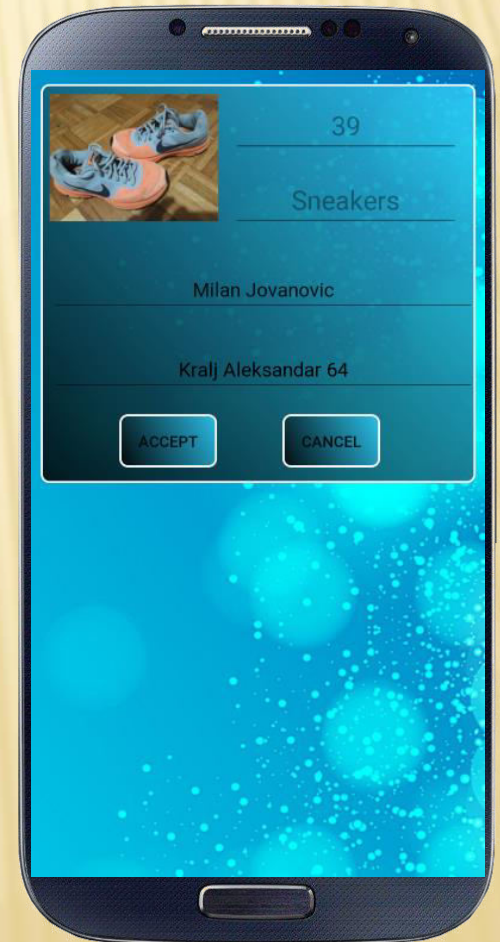 39
Sneakers
Milan Jovanovic
Kralj Aleksandar 64
ACCEPT
CANCEL